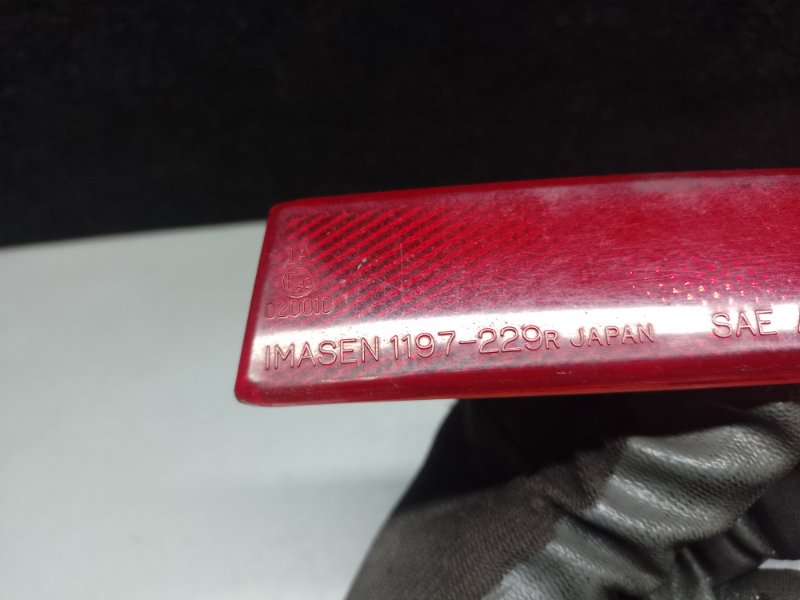 IA
E43
020010
IMASEN 1197-229R JAPAN SAE